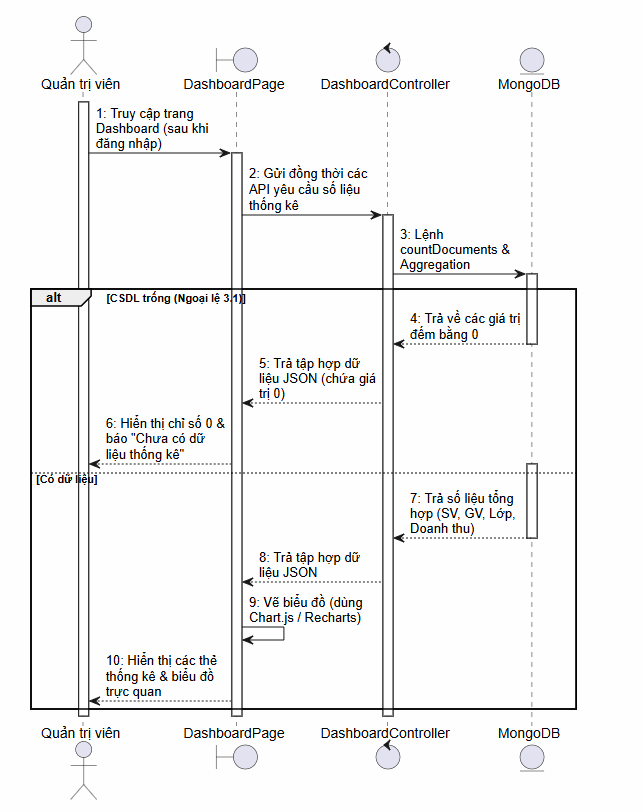 Quản trị viên
DashboardPage
DashboardController
MongoDB
1: Truy cập trang
Dashboard (sau khi
đăng nhập)
2: Gửi đồng thời các
API yêu cầu số liệu
thống kê
3: Lệnh
countDocuments &
Aggregation
alt
[CSDL trống (Ngoại lệ 3.1)]
4: Trả về các giá trị
đếm bằng 0
5: Trả tập hợp dữ
liệu JSON (chứa giá
trị 0)
6: Hiển thị chỉ số 0 &
báo "Chưa có dữ
liệu thống kê"
[Có dữ liệu]
7: Trả số liệu tổng
hợp (SV, GV, Lớp,
Doanh thu)
8: Trả tập hợp dữ
liệu JSON
9: Vẽ biểu đồ (dùng
Chart.js / Recharts)
10: Hiển thị các thẻ
thống kê & biểu đồ
trực quan
Quản trị viên
DashboardPage
DashboardController
MongoDB